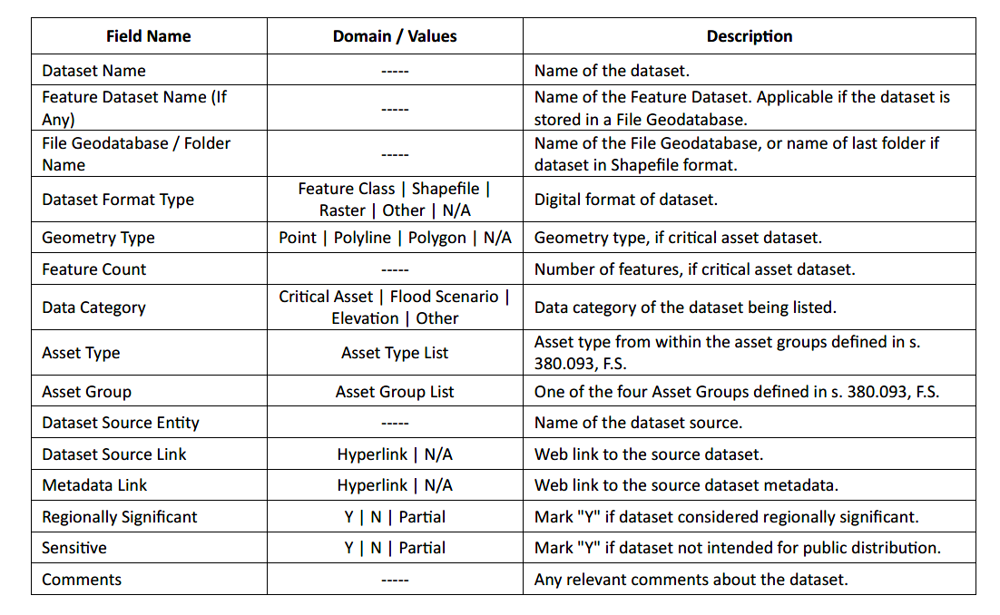 Field Name
Domain / Values
Description
Dataset Name
-----
Name of the dataset.
Feature Dataset Name (If
Any)
-----
Name of the Feature Dataset. Applicable if the dataset is
stored in a File Geodatabase.
File Geodatabase / Folder
Name
-----
Name of the File Geodatabase, or name of last folder if
dataset in Shapefile format.
Dataset Format Type
Feature Class | Shapefile |
Raster | Other | N/A
Digital format of dataset.
Geometry Type
Point | Polyline | Polygon | N/A
Geometry type, if critical asset dataset.
Feature Count
-----
Number of features, if critical asset dataset.
Data Category
Critical Asset | Flood Scenario |
Elevation | Other
Data category of the dataset being listed.
Asset Type
Asset Type List
Asset type from within the asset groups defined in s.
380.093, F.S.
Asset Group
Asset Group List
One of the four Asset Groups defined in s. 380.093, F.S.
Dataset Source Entity
-----
Name of the dataset source.
Dataset Source Link
Hyperlink | N/A
Web link to the source dataset.
Metadata Link
Hyperlink | N/A
Web link to the source dataset metadata.
Regionally Significant
Y | N | Partial
Mark "Y" if dataset considered regionally significant.
Sensitive
Y | N | Partial
Mark "Y" if dataset not intended for public distribution.
Comments
-----
Any relevant comments about the dataset.